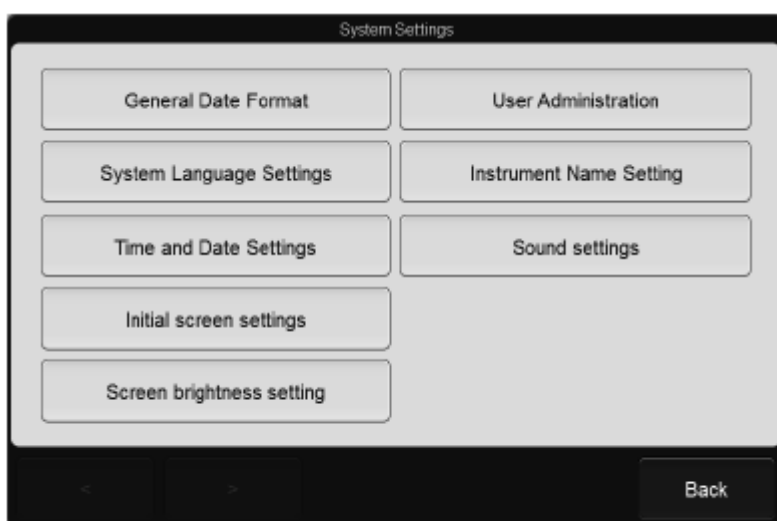 System Settings
General Date Format
User Administration
System Language Settings
Instrument Name Setting
Time and Date Settings
Sound settings
Initial screen settings
Screen brightness setting
<
>
Back